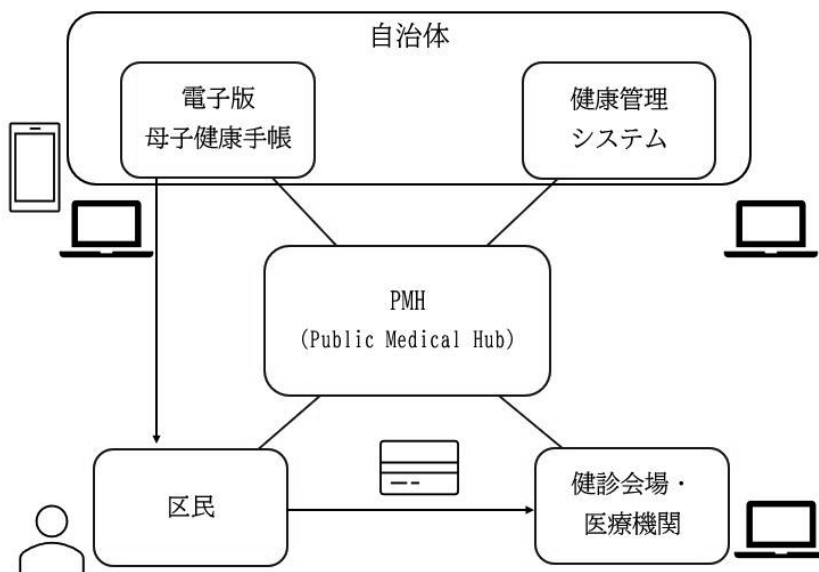 自治体
電子版
母子健康手帳
健康管理
システム
PMH
(Public Medical Hub)
区民
健診会場・
医療機関